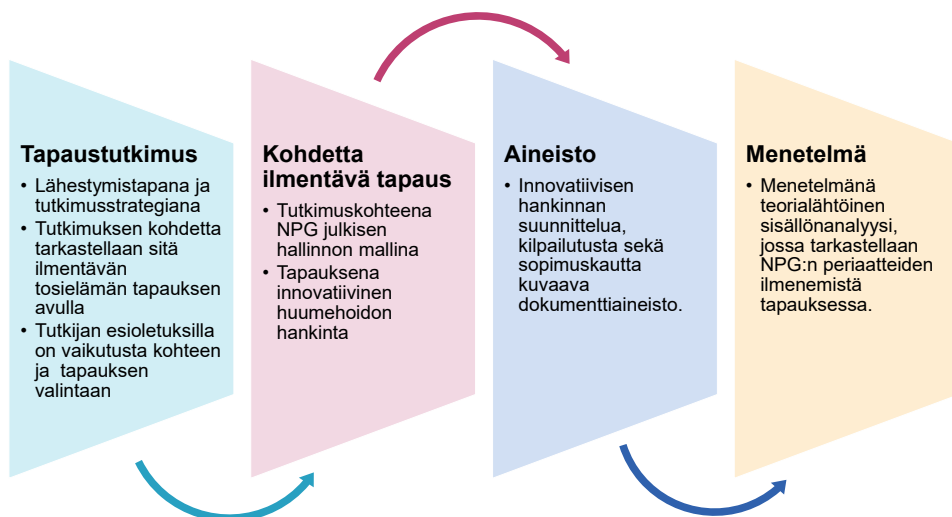 Tapaustutkimus
• Lähestymistapana ja
tutkimusstrategiana
• Tutkimuksen kohdetta
tarkastellaan sitä
ilmentävän
tosielämän tapauksen
avulla
• Tutkijan esioletuksilla
on vaikutusta kohteen
ja tapauksen
valintaan
Kohdetta
ilmentävä tapaus
• Tutkimuskohteena
NPG julkisen
hallinnon mallina
• Tapauksena
innovatiivinen
huumehoidon
hankinta
Aineisto
• Innovatiivisen
hankinnan
suunnittelua,
kilpailutusta sekä
sopimuskautta
kuvaava
dokumenttiaineisto.
Menetelmä
• Menetelmänä
teorialähtöinen
sisällönanalyysi,
jossa tarkastellaan
NPG:n periaatteiden
ilmenemistä
tapauksessa.